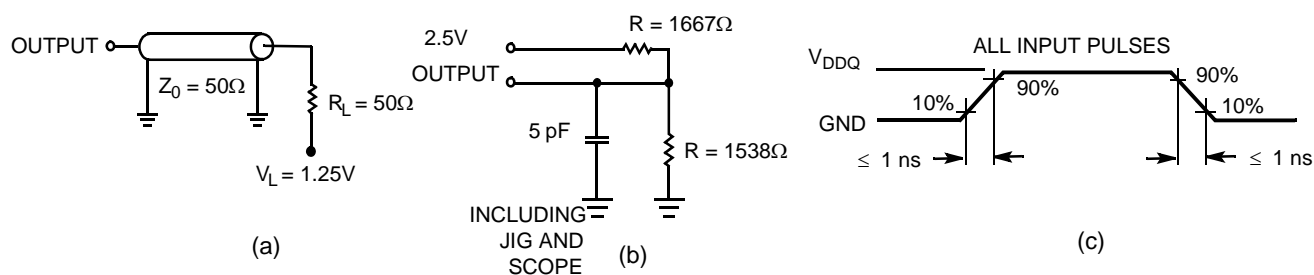 OUTPUT
Z0 = 50Ω
RL = 50Ω
VL = 1.25V
(a)
R = 1667Ω
2.5V
OUTPUT
5 pF
R = 1538Ω
INCLUDING
JIG AND
SCOPE
(b)
ALL INPUT PULSES
VDDQ
90%
90%
10%
10%
GND
≤ 1 ns
≤ 1 ns
(c)